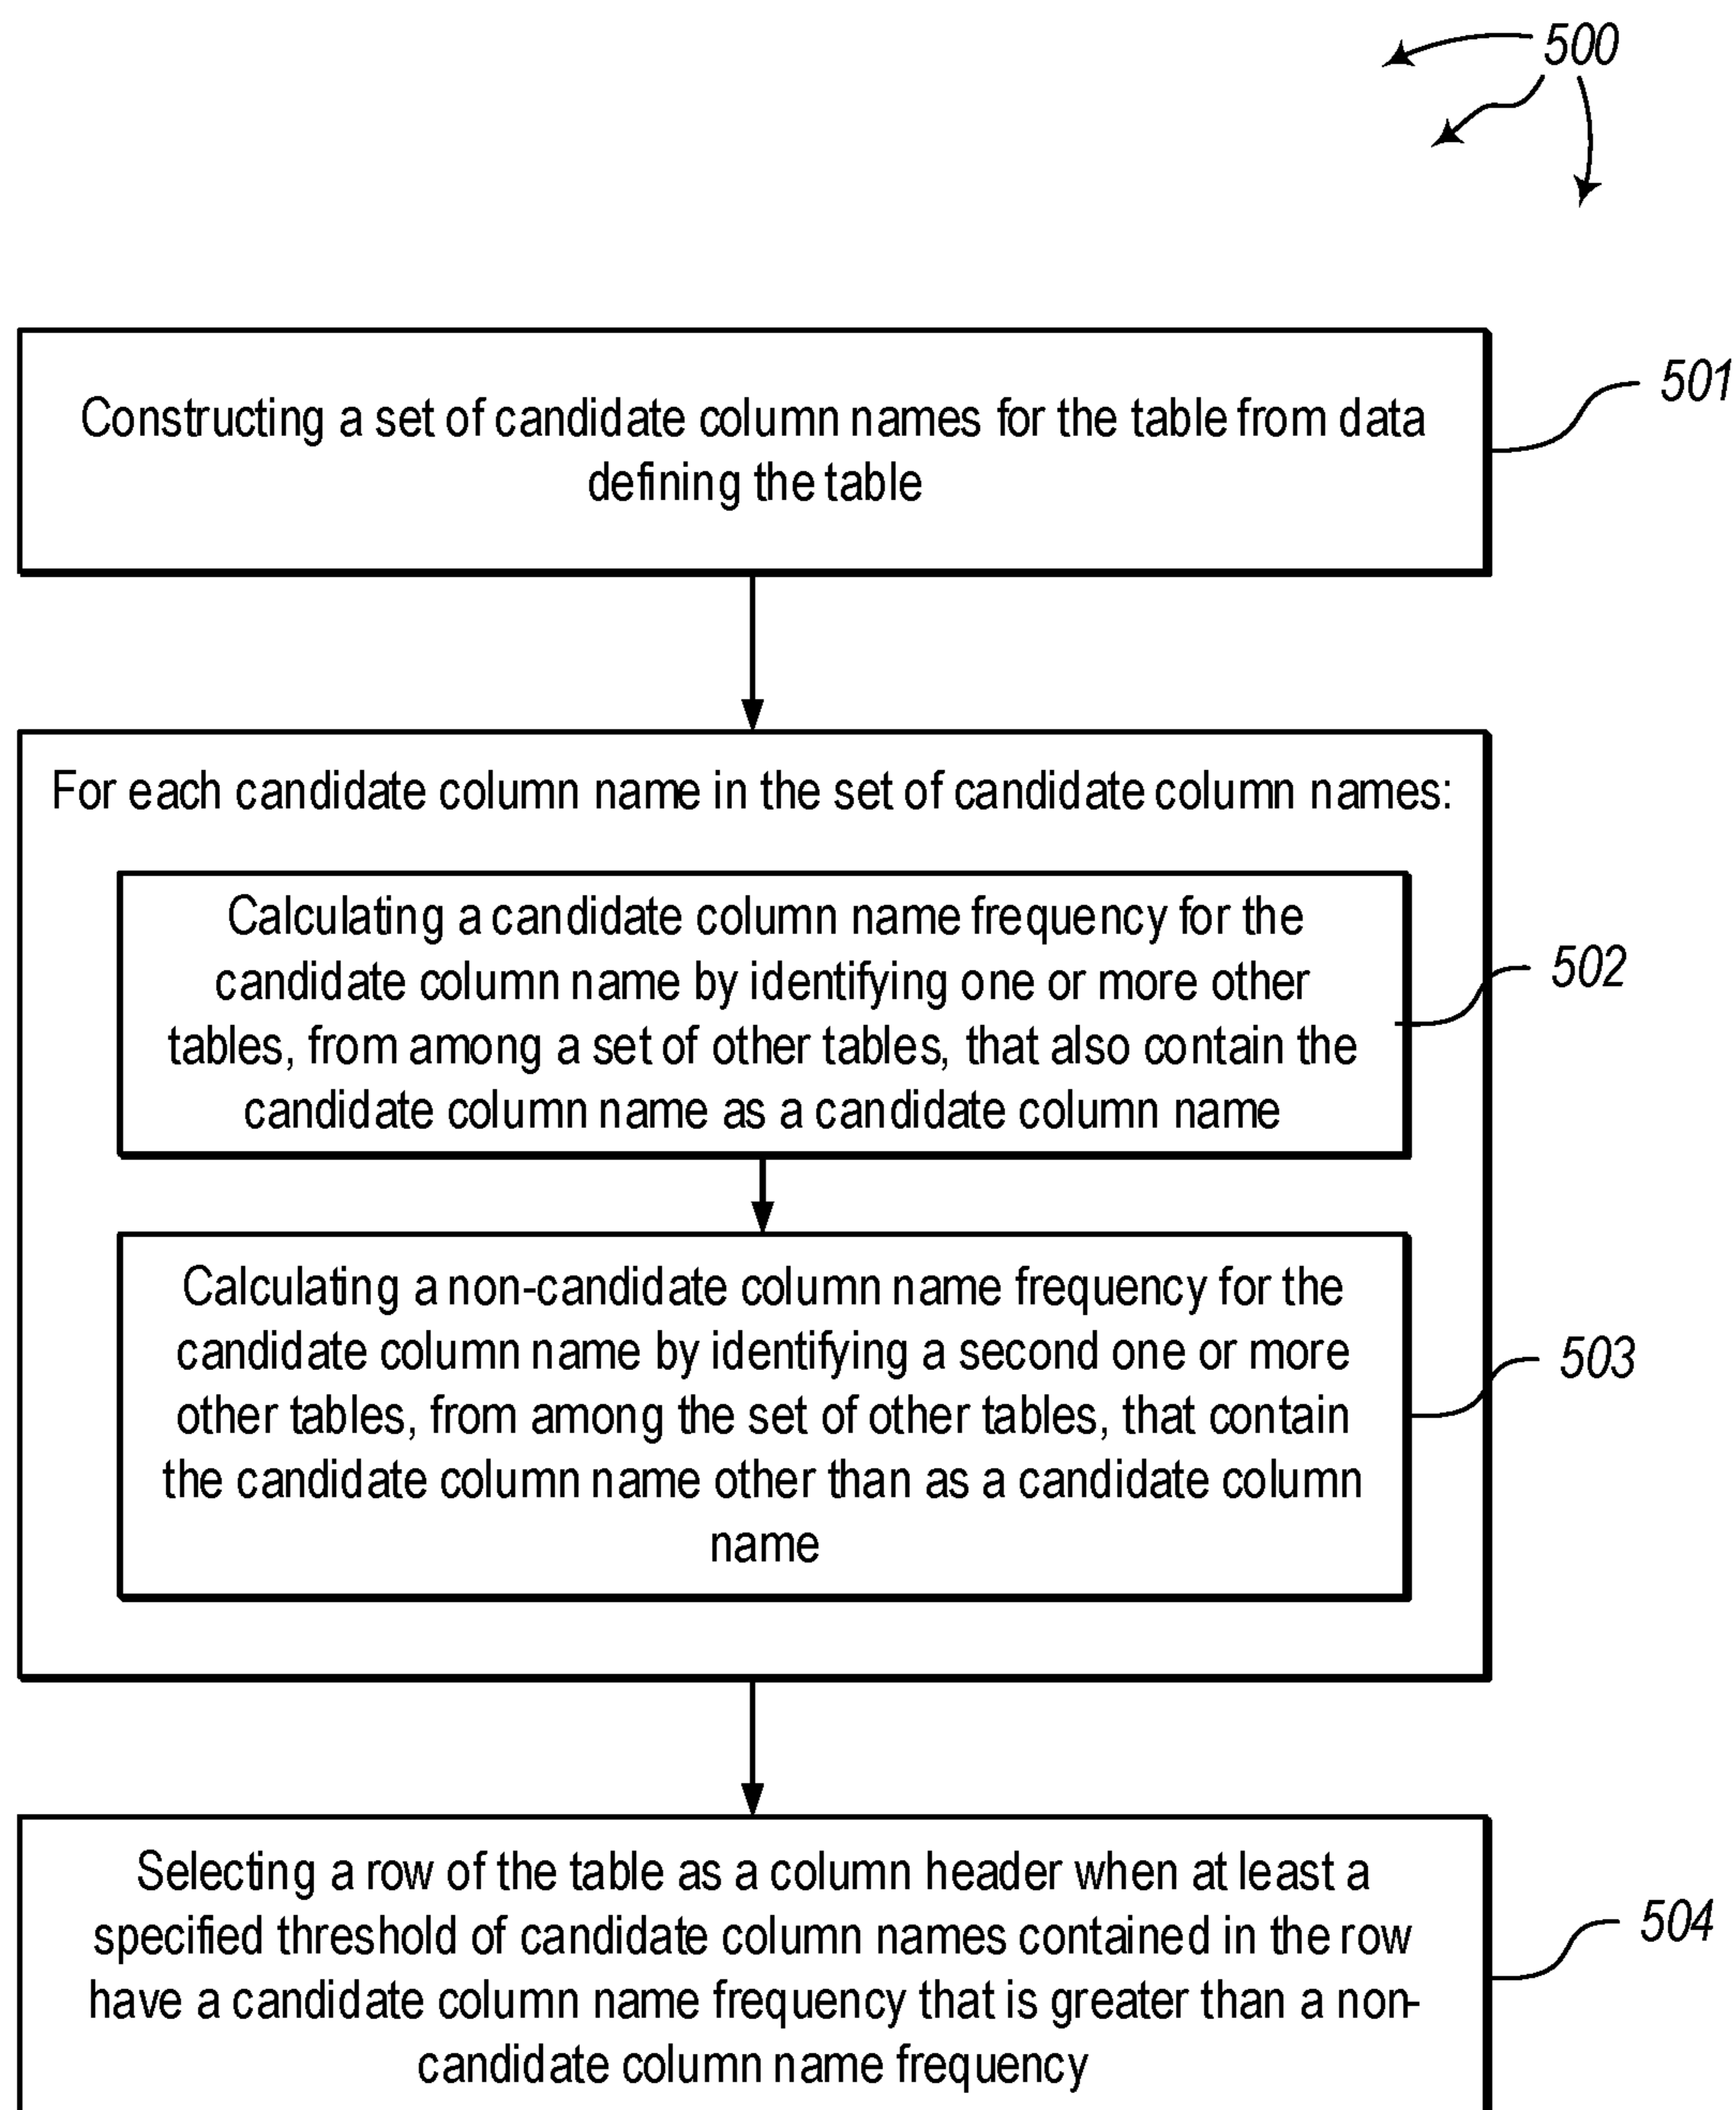 500
Constructing a set of candidate column names for the table from data
defining the table
501
For each candidate column name in the set of candidate column names:
Calculating a candidate column name frequency for the
candidate column name by identifying one or more other
tables, from among a set of other tables, that also contain the
candidate column name as a candidate column name
502
Calculating a non-candidate column name frequency for the
candidate column name by identifying a second one or more
other tables, from among the set of other tables, that contain
the candidate column name other than as a candidate column
name
503
Selecting a row of the table as a column header when at least a
specified threshold of candidate column names contained in the row
have a candidate column name frequency that is greater than a non-
candidate column name frequency
504